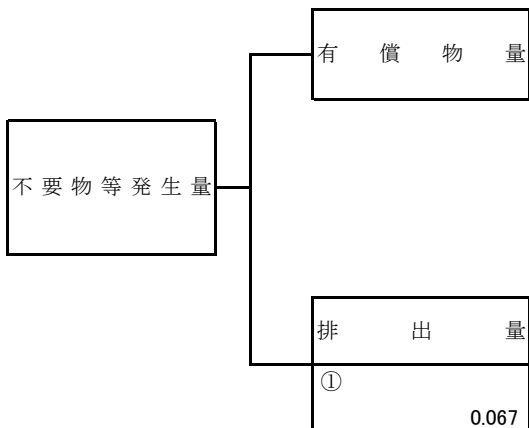 有償物量
不要物等発生量
排出量
①
0.067